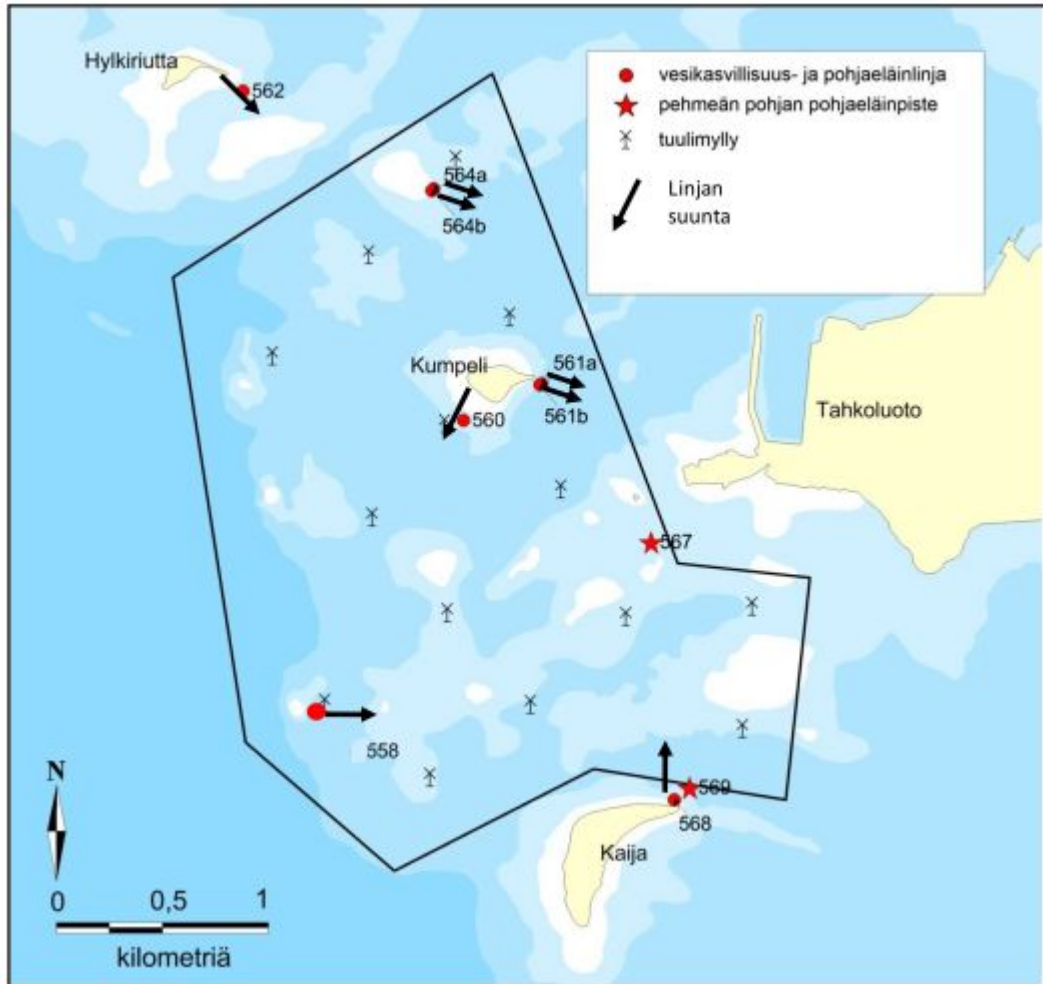 Hylkiriutta
562
vesikasvillisuus- ja pohjaeläinlinja
pehmeän pohjan pohjaeläinpiste
tuulimylly
Linjan
suunta
564a
564b
Kumpeli
561a
561b
560
Tahkoluoto
567
558
569
568
Kaija
N
0 0,5 1
kilometriä